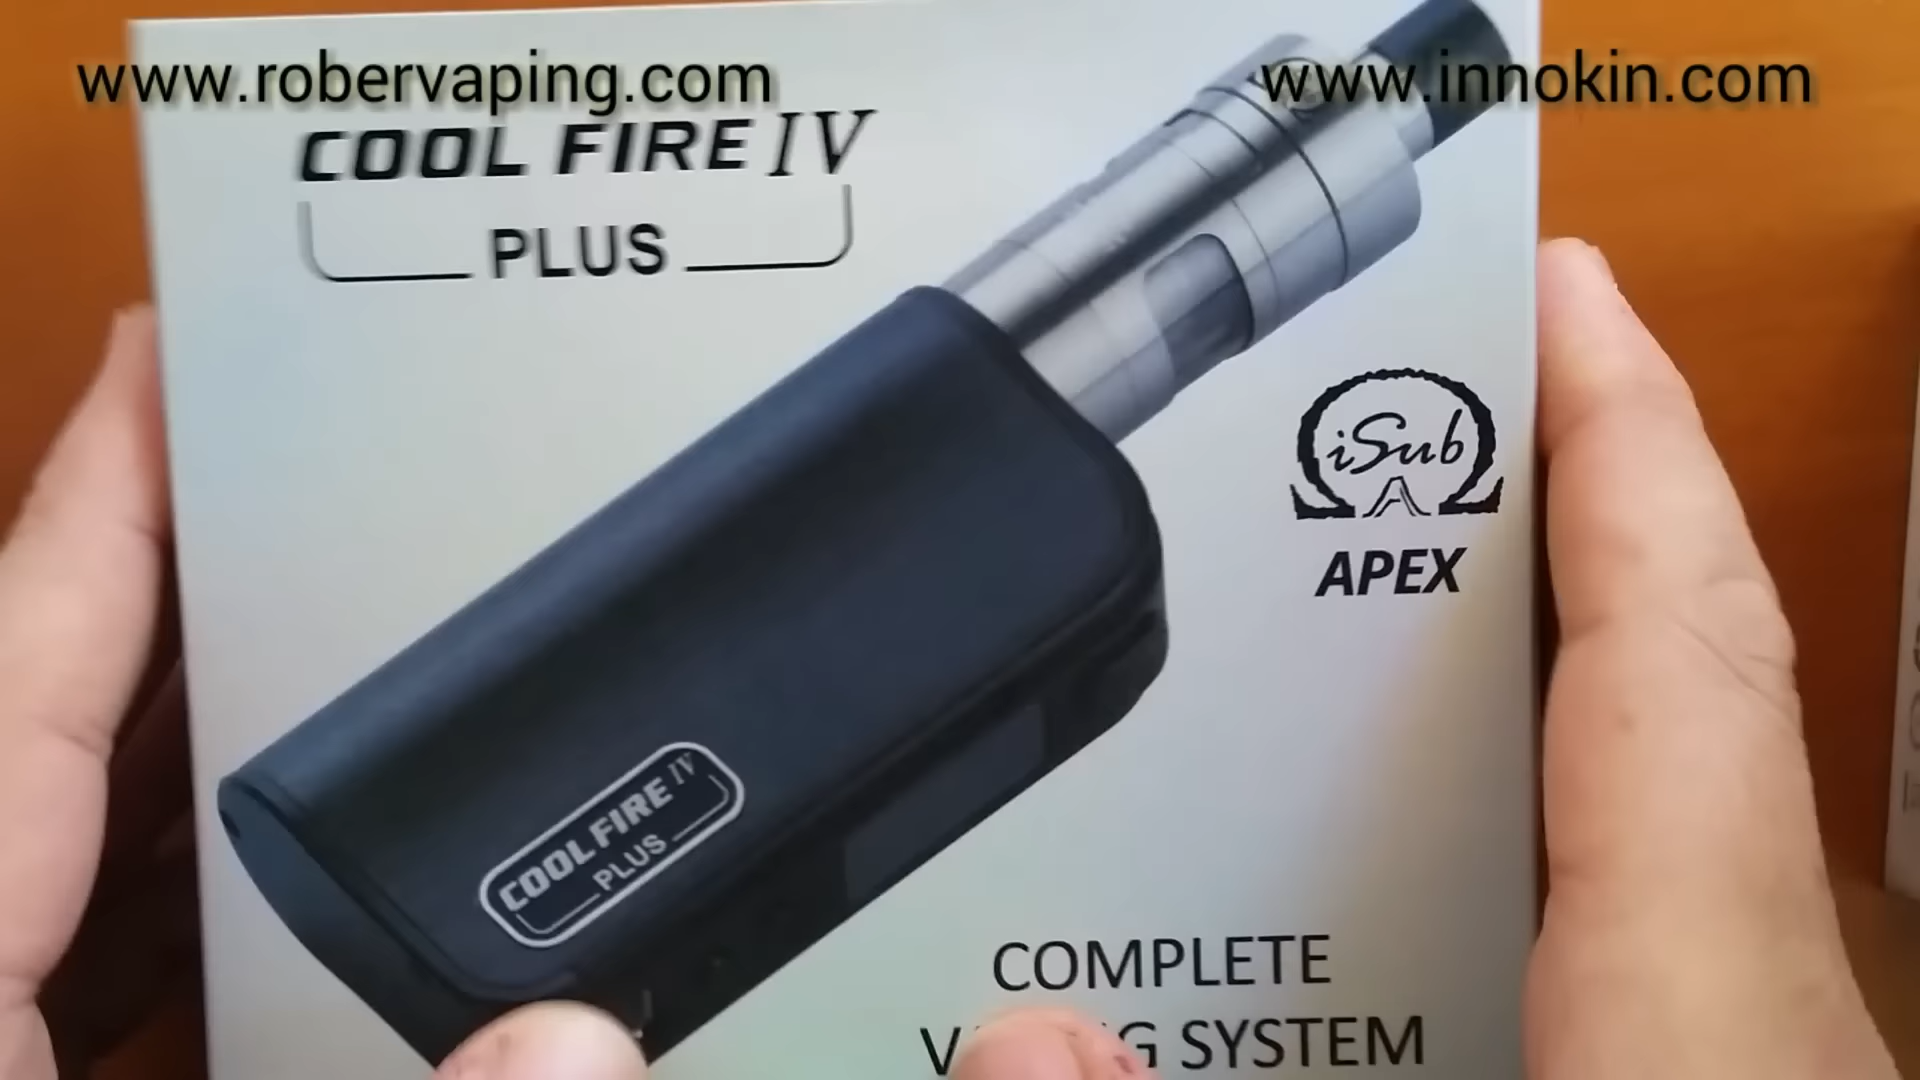 www.robervaping.com
www.innokin.com
COOL FIRE IV
PLUS
iSub
A
APEX
COOL FIRE IV
PLUS
COMPLETE
SYSTEM